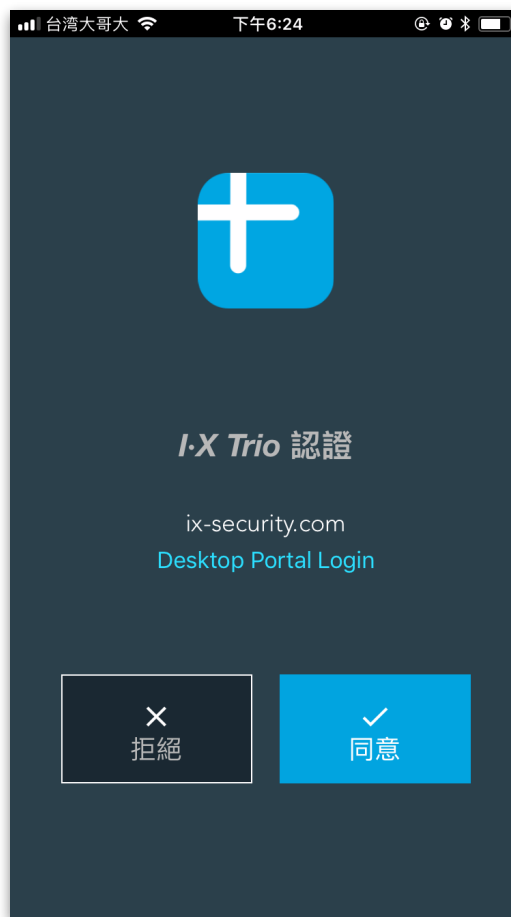 台湾大哥大 下午6:24
I·X Trio 認證
ix-security.com
Desktop Portal Login
拒絕 同意